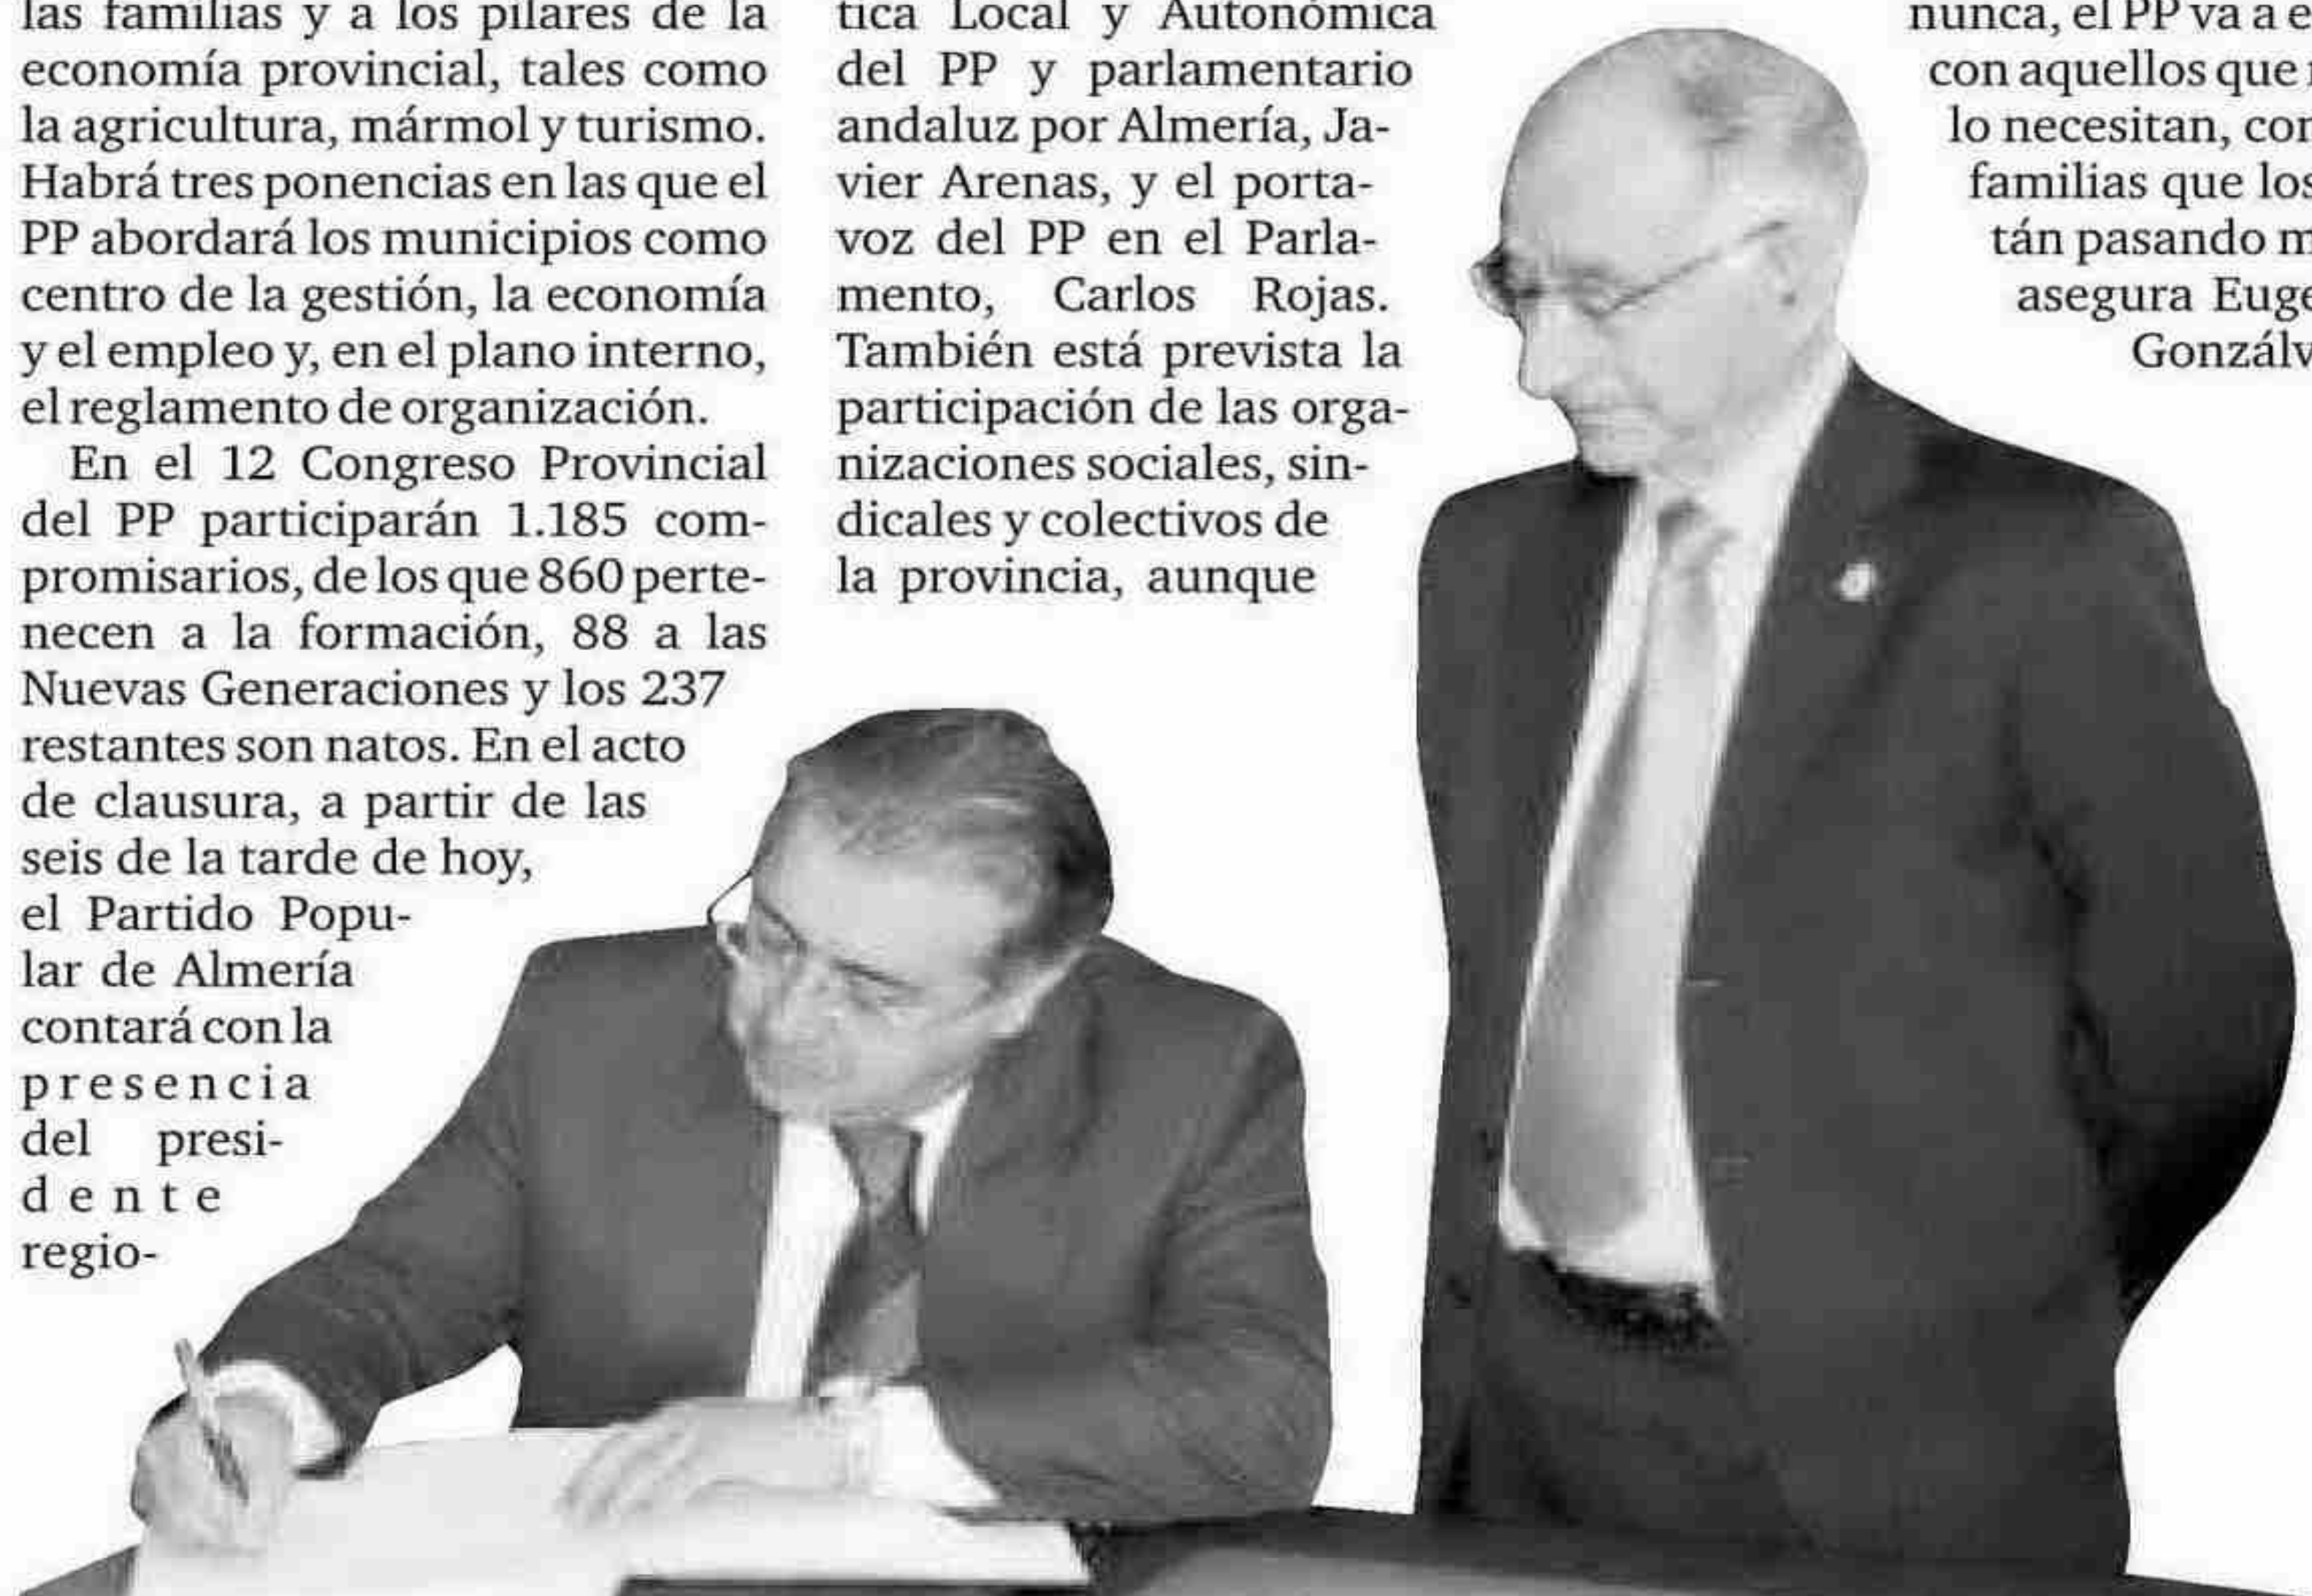 las familias y a los pilares de la
economía provincial, tales como
la agricultura, mármol y turismo.
Habrá tres ponencias en las que el
PP abordará los municipios como
centro de la gestión, la economía
y el empleo y, en el plano interno,
el reglamento de organización.
En el 12 Congreso Provincial
del PP participarán 1.185 com-
promisarios, de los que 860 perte-
necen a la formación, 88 a las
Nuevas Generaciones y los 237
restantes son natos. En el acto
de clausura, a partir de las
seis de la tarde de hoy,
el Partido Popu-
lar de Almería
contará con la
presencia
del presi-
dente
regio-
tica Local y Autonómica
del PP y parlamentario
andaluz por Almería, Ja-
vier Arenas, y el porta-
voz del PP en el Parla-
mento, Carlos Rojas.
También está prevista la
participación de las orga-
nizaciones sociales, sin-
dicales y colectivos de
la provincia, aunque
nunca, el PP va a e
con aquellos que
lo necesitan, con
familias que los
tán pasando m
asegura Euge
Gonzálv